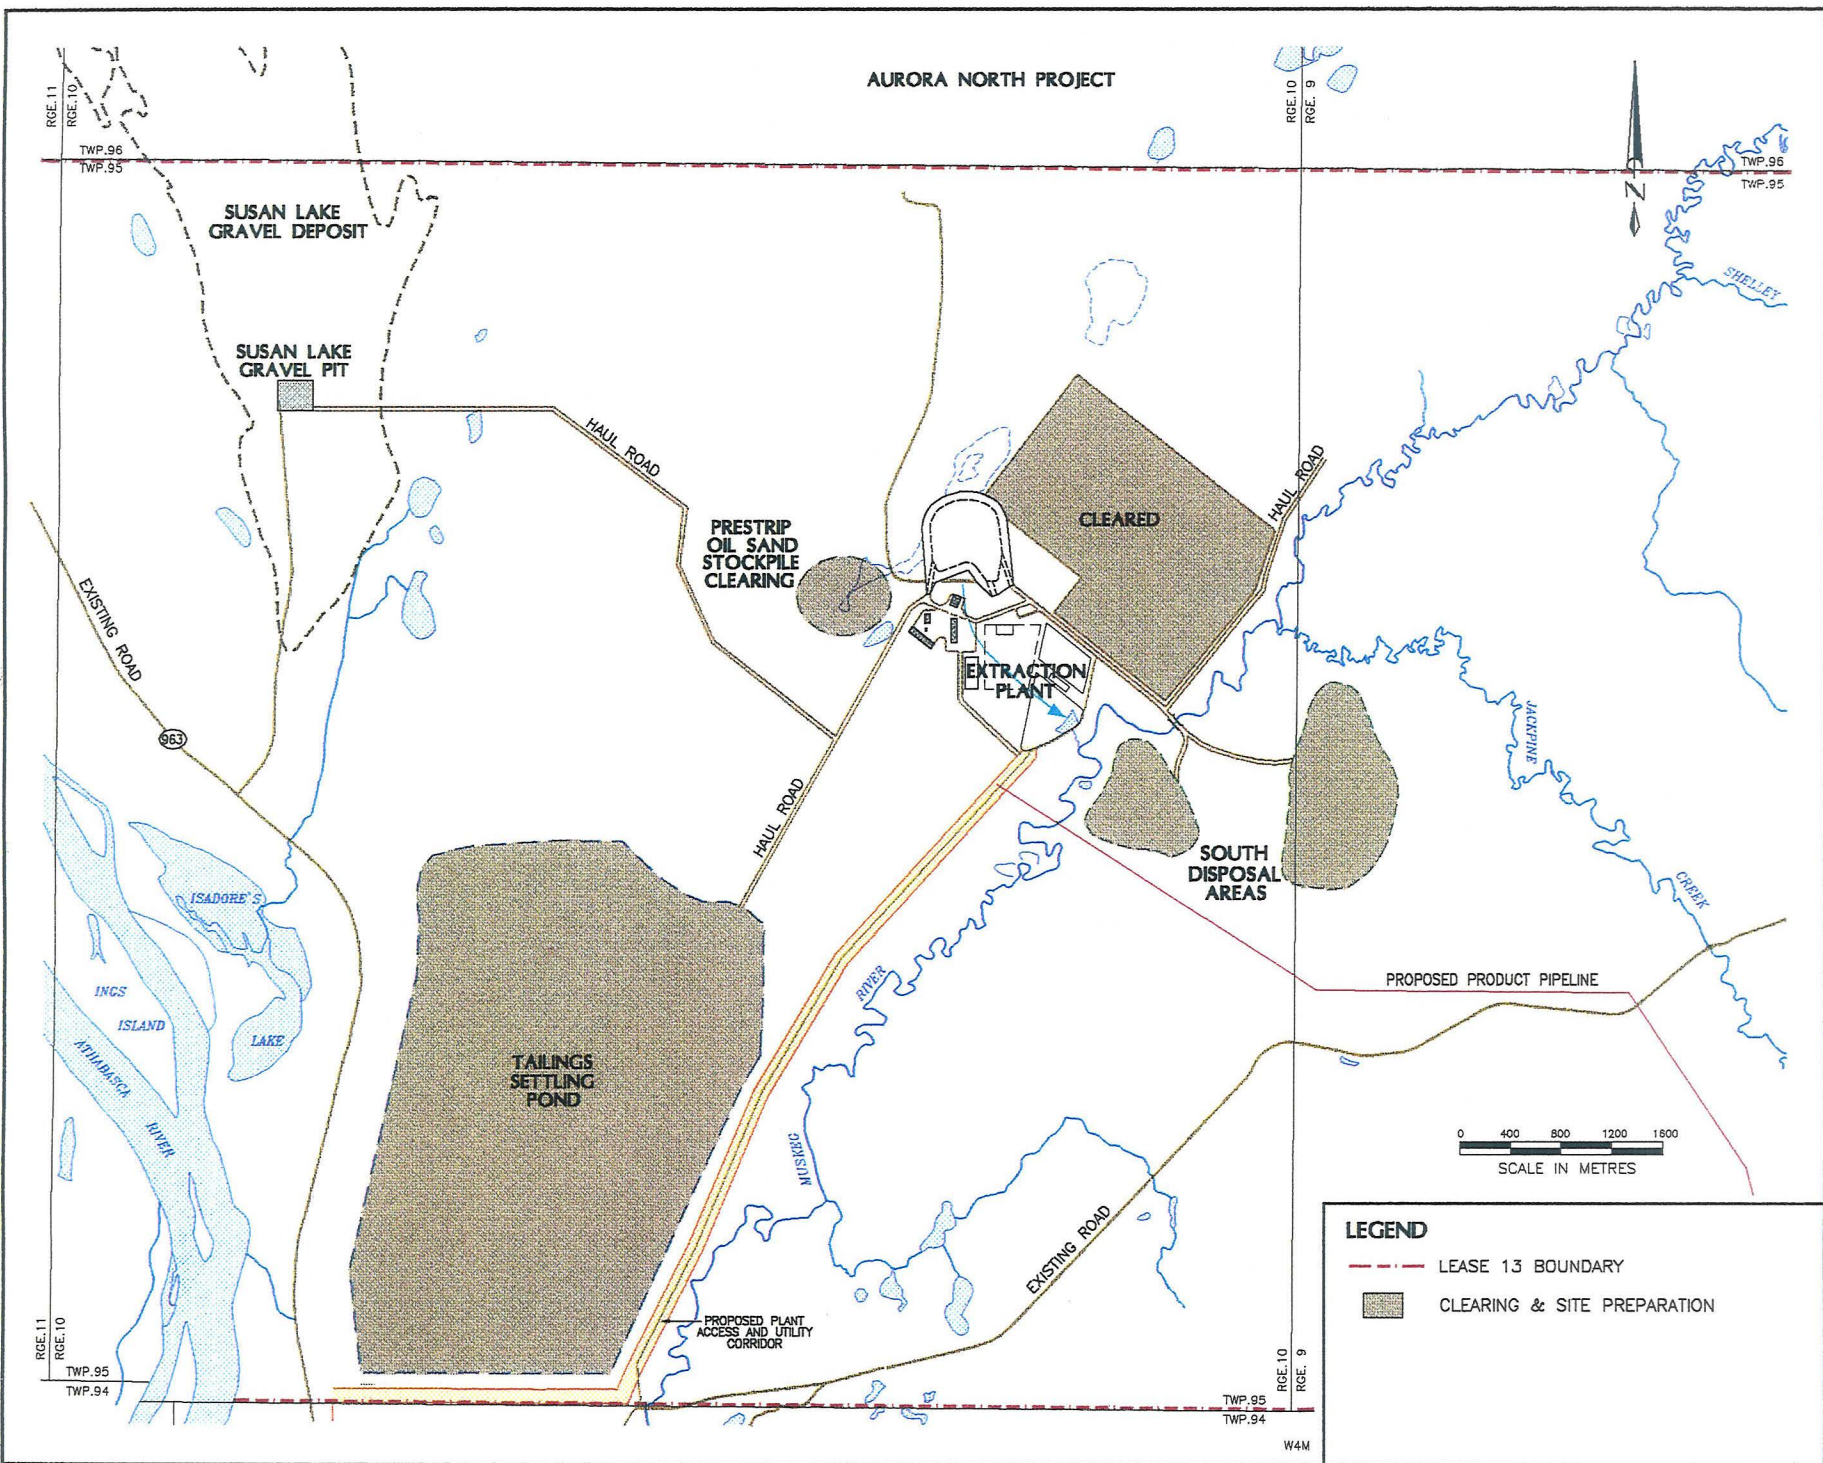 AURORA NORTH PROJECT
RGE.11
RGE.10
RGE.10
RGE. 9
TWP.96
TWP.95
TWP.96
TWP.95
N
SUSAN LAKE
GRAVEL DEPOSIT
SHELLEY
SUSAN LAKE
GRAVEL PIT
HAUL ROAD
HAUL ROAD
PRESTRIP
OIL SAND
STOCKPILE
CLEARING
CLEARED
EXISTING ROAD
963
EXTRACTION
PLANT
JACKPINE
CREEK
HAUL ROAD
SOUTH
DISPOSAL
AREAS
ISADORE'S
LAKE
INGS
ISLAND
ATHABASCA
RIVER
RIVER
MUSKEG
PROPOSED PRODUCT PIPELINE
TAILINGS
SETTLING
POND
0 400 800 1200 1600
SCALE IN METRES
EXISTING ROAD
PROPOSED PLANT
ACCESS AND UTILITY
CORRIDOR
RGE.11
RGE.10
TWP.95
TWP.94
RGE.10
RGE. 9
TWP.95
TWP.94
W4M
LEGEND
LEASE 13 BOUNDARY
CLEARING & SITE PREPARATION